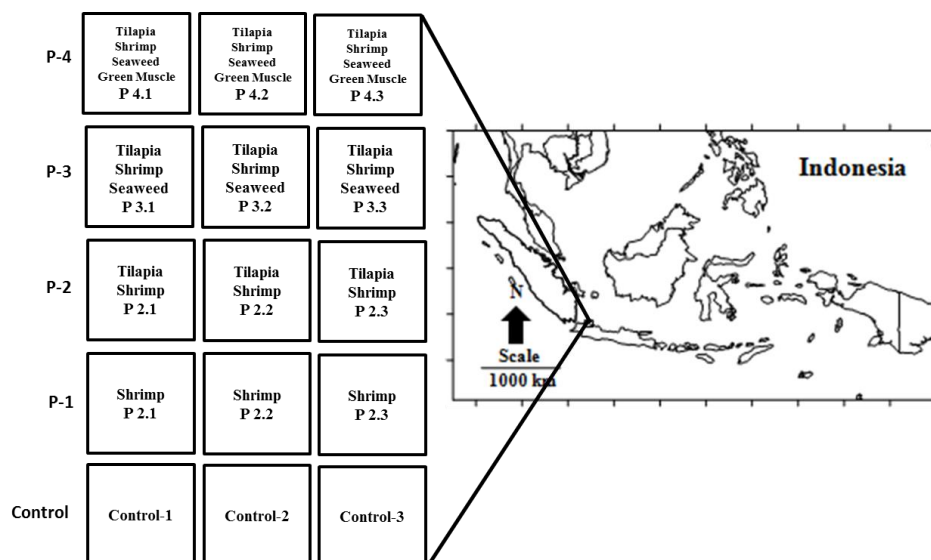 P-4
Tilapia
Shrimp
Seaweed
Green Muscle
P 4.1
Tilapia
Shrimp
Seaweed
Green Muscle
P 4.2
Tilapia
Shrimp
Seaweed
Green Muscle
P 4.3
P-3
Tilapia
Shrimp
Seaweed
P 3.1
Tilapia
Shrimp
Seaweed
P 3.2
Tilapia
Shrimp
Seaweed
P 3.3
P-2
Tilapia
Shrimp
P 2.1
Tilapia
Shrimp
P 2.2
Tilapia
Shrimp
P 2.3
P-1
Shrimp
P 2.1
Shrimp
P 2.2
Shrimp
P 2.3
Control
Control-1
Control-2
Control-3
Indonesia
N
Scale
1000 km